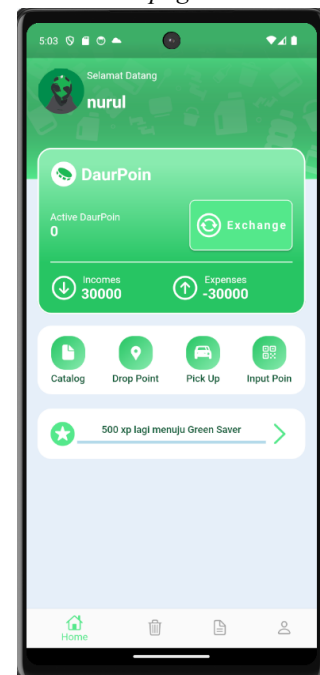 5:03
Selamat Datang
nurul
DaurPoin
Active DaurPoin
0
Exchange
Incomes
30000
Expenses
-30000
Catalog
Drop Point
Pick Up
Input Poin
500 xp lagi menuju Green Saver
Home